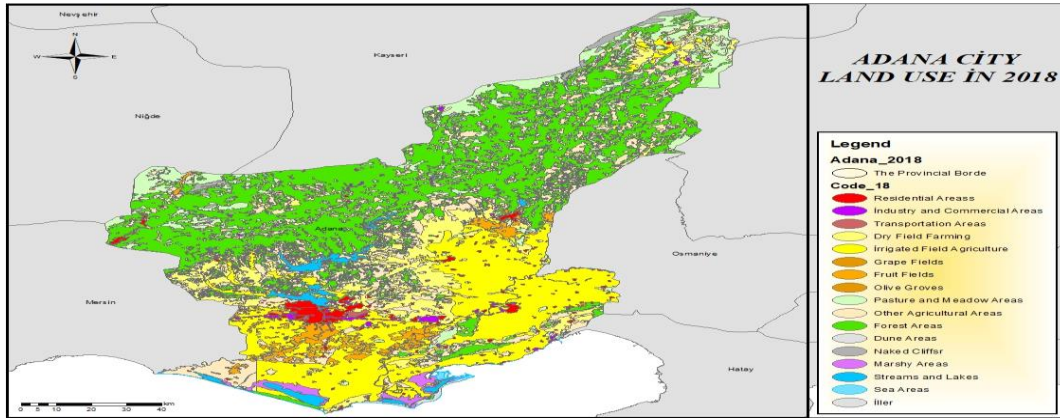 Nevşehir
Kayseri
N
W
E
S
Niğde
Adana
Osmaniye
Mersin
Hatay
0 5 10 20 30 40 km
ADANA CİTY
LAND USE İN 2018
Legend
Adana_2018
The Provincial Borde
Code_18
Residential Areass
İndustry and Commercial Areas
Transportation Areas
Dry Field Farming
İrrigated Field Agriculture
Grape Fields
Fruit Fields
Olive Groves
Pasture and Meadow Areas
Other Agricultural Areas
Forest Areas
Dune Areas
Naked Cliffsr
Marshy Areas
Streams and Lakes
Sea Areas
İller